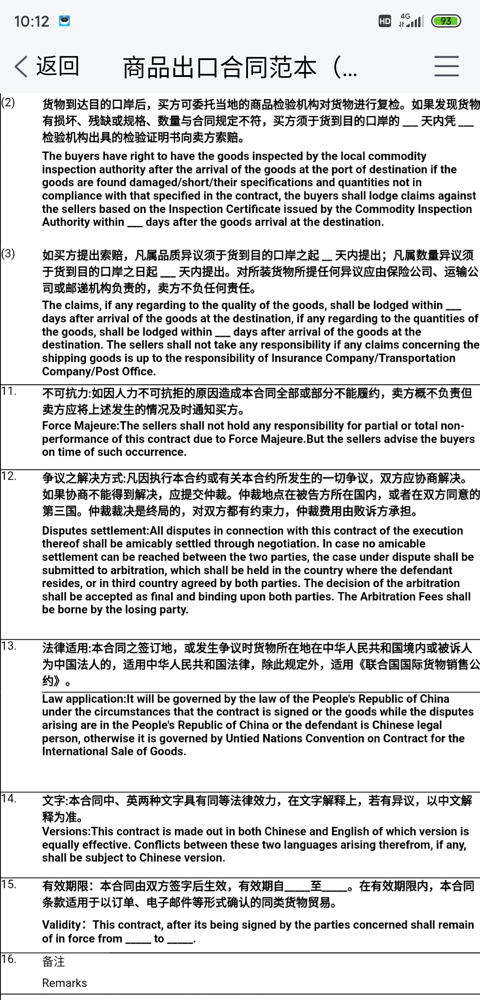 10:12
HD 4G 93
返回 商品出口合同范本（...
(2) 货物到达目的口岸后，买方可委托当地的商品检验机构对货物进行复检。如果发现货物
有损坏、残缺或规格、数量与合同规定不符，买方须于货到目的口岸的 ___ 天内凭 ___
检验机构出具的检验证明书向卖方索赔。
The buyers have right to have the goods inspected by the local commodity
inspection authority after the arrival of the goods at the port of destination if the
goods are found damaged/short/their specifications and quantities not in
compliance with that specified in the contract, the buyers shall lodge claims against
the sellers based on the Inspection Certificate issued by the Commodity Inspection
Authority within ___ days after the goods arrival at the destination.
(3) 如买方提出索赔，凡属品质异议须于货到目的口岸之起 __ 天内提出；凡属数量异议须
于货到目的口岸之日起 ___ 天内提出。对所装货物所提任何异议应由保险公司、运输公
司或邮递机构负责的，卖方不负任何责任。
The claims, if any regarding to the quality of the goods, shall be lodged within ___
days after arrival of the goods at the destination, if any regarding to the quantities of
the goods, shall be lodged within ___ days after arrival of the goods at the
destination. The sellers shall not take any responsibility if any claims concerning the
shipping goods is up to the responsibility of Insurance Company/Transportation
Company/Post Office.
11. 不可抗力:如因人力不可抗拒的原因造成本合同全部或部分不能履约，卖方概不负责但
卖方应将上述发生的情况及时通知买方。
Force Majeure:The sellers shall not hold any responsibility for partial or total non-
performance of this contract due to Force Majeure.But the sellers advise the buyers
on time of such occurrence.
12. 争议之解决方式:凡因执行本合约或有关本合约所发生的一切争议，双方应协商解决。
如果协商不能得到解决，应提交仲裁。仲裁地点在被告方所在国内，或者在双方同意的
第三国。仲裁裁决是终局的，对双方都有约束力，仲裁费用由败诉方承担。
Disputes settlement:All disputes in connection with this contract of the execution
thereof shall be amicably settled through negotiation. In case no amicable
settlement can be reached between the two parties, the case under dispute shall be
submitted to arbitration, which shall be held in the country where the defendant
resides, or in third country agreed by both parties. The decision of the arbitration
shall be accepted as final and binding upon both parties. The Arbitration Fees shall
be borne by the losing party.
13. 法律适用:本合同之签订地，或发生争议时货物所在地在中华人民共和国境内或被诉人
为中国法人的，适用中华人民共和国法律，除此规定外，适用《联合国国际货物销售公
约》。
Law application:It will be governed by the law of the People's Republic of China
under the circumstances that the contract is signed or the goods while the disputes
arising are in the People's Republic of China or the defendant is Chinese legal
person, otherwise it is governed by Untied Nations Convention on Contract for the
International Sale of Goods.
14. 文字:本合同中、英两种文字具有同等法律效力，在文字解释上，若有异议，以中文解
释为准。
Versions:This contract is made out in both Chinese and English of which version is
equally effective. Conflicts between these two languages arising therefrom, if any,
shall be subject to Chinese version.
15. 有效期限：本合同由双方签字后生效，有效期自_____至_____。在有效期限内，本合同
条款适用于以订单、电子邮件等形式确认的同类货物贸易。
Validity：This contract, after its being signed by the parties concerned shall remain
of in force from _____ to _____.
16. 备注
Remarks